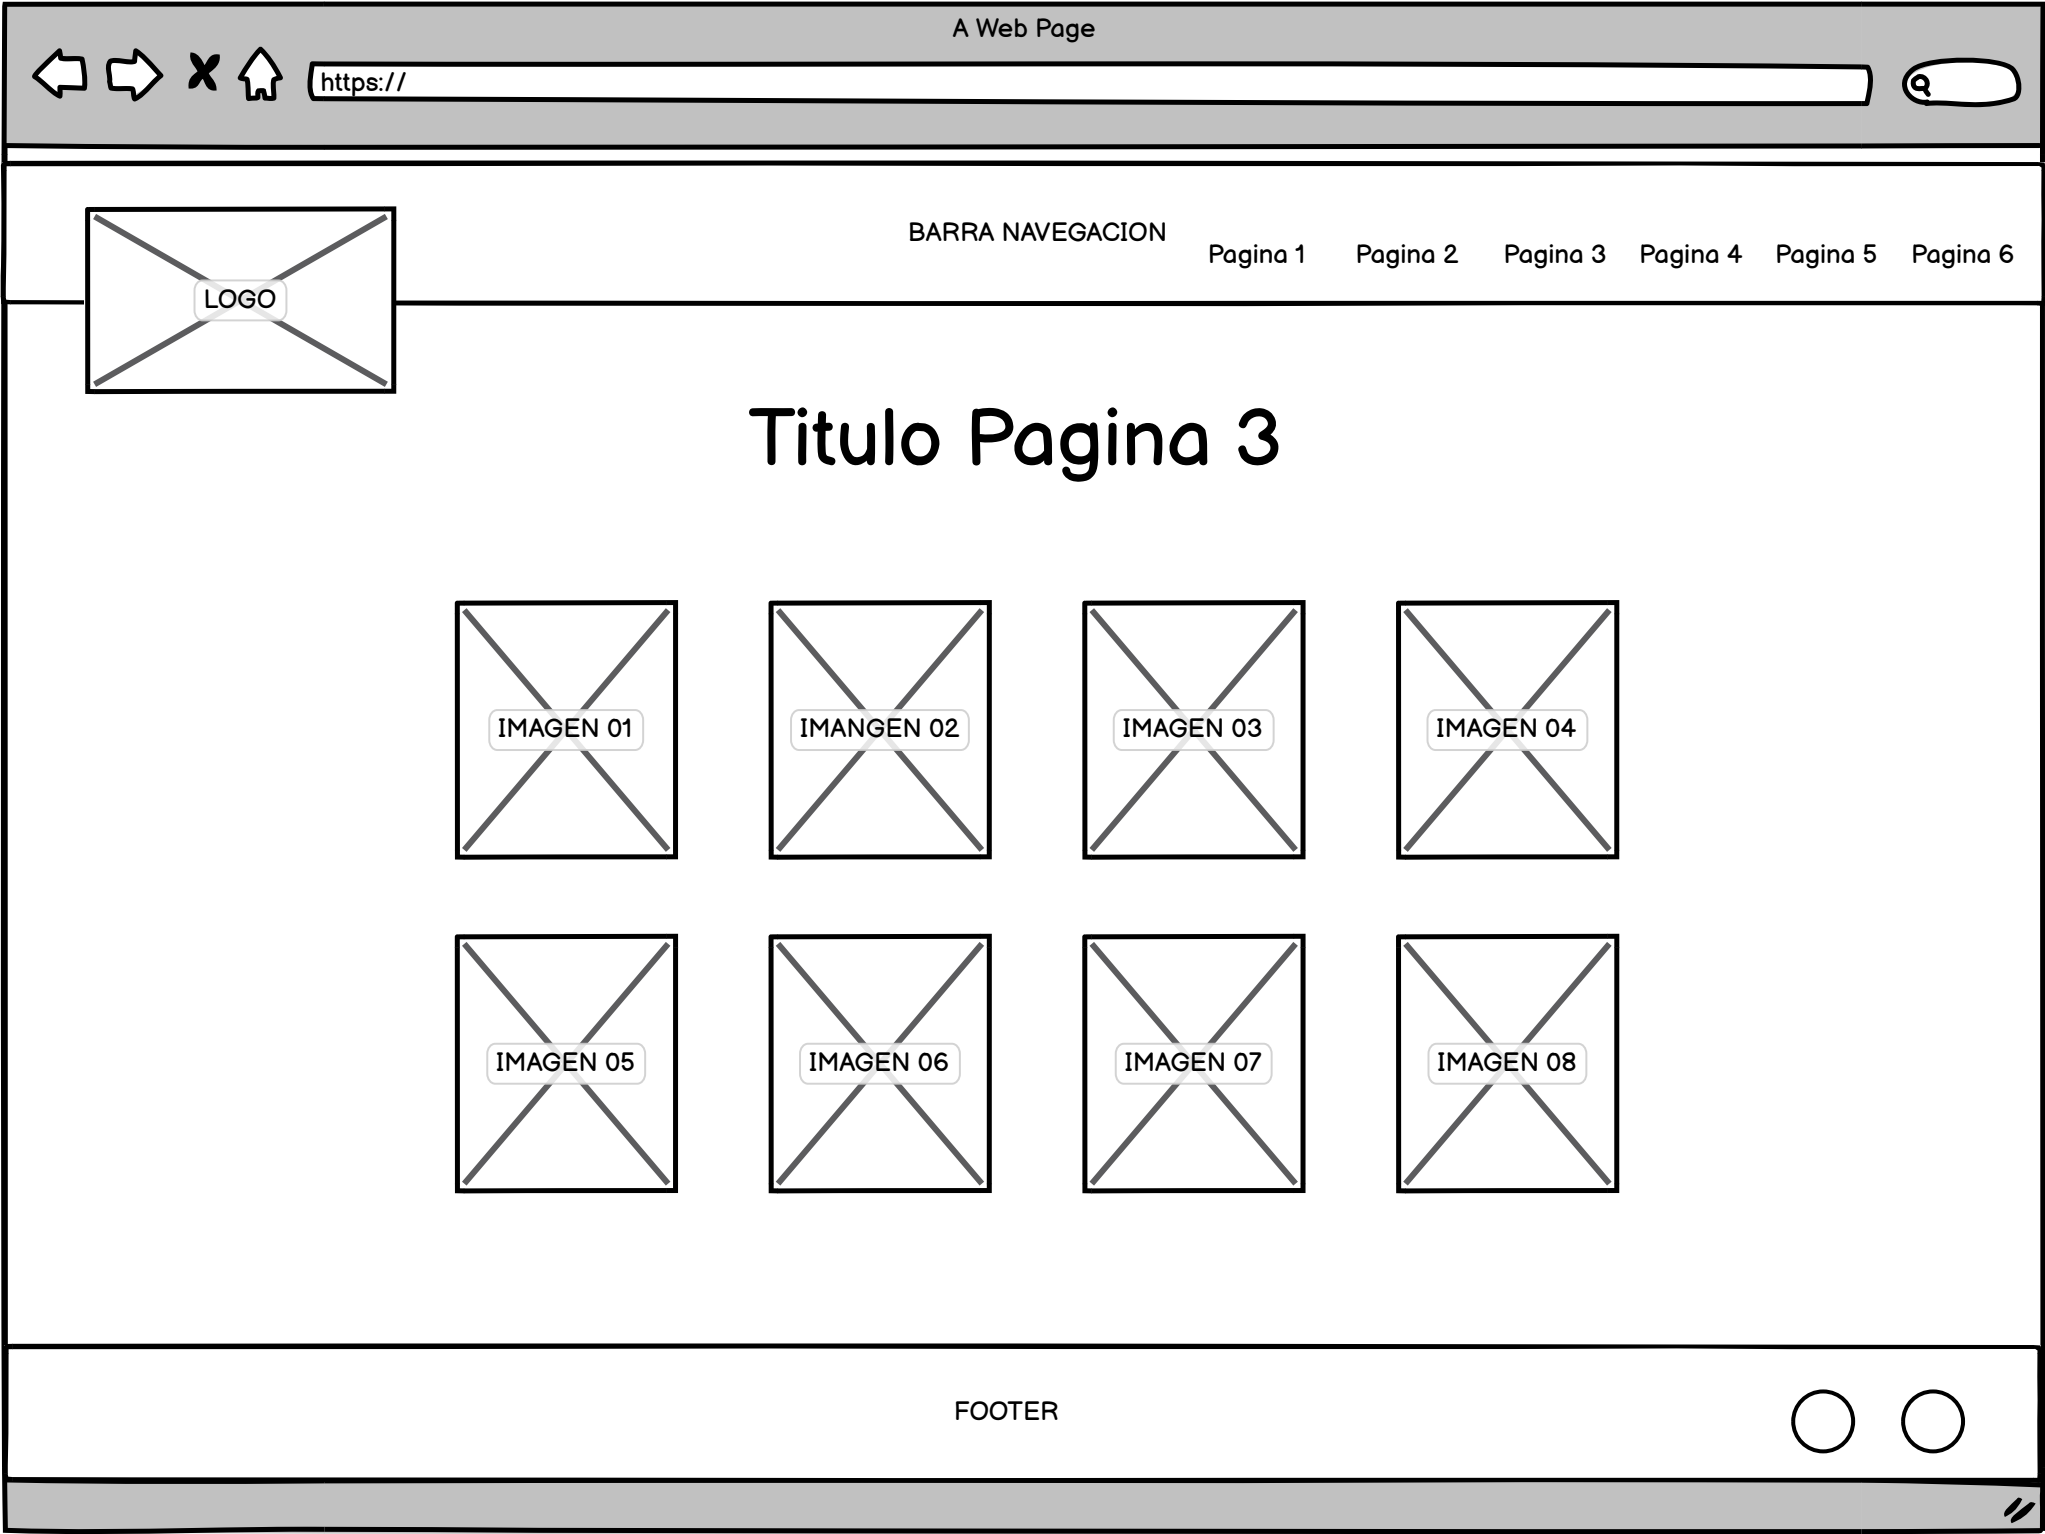 A Web Page
https://
BARRA NAVEGACION
Pagina 1 Pagina 2 Pagina 3 Pagina 4 Pagina 5 Pagina 6
LOGO
Titulo Pagina 3
IMAGEN 01 IMANGEN 02 IMAGEN 03 IMAGEN 04
IMAGEN 05 IMAGEN 06 IMAGEN 07 IMAGEN 08
FOOTER